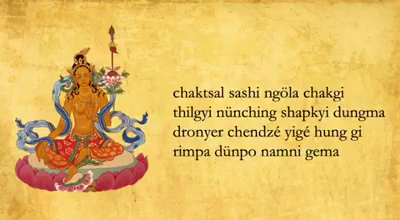 chaktsal sashi ngöla chakgi
thilgyi nünching shapkyi dungma
dronyer chendzé yigé hung gi
rimpa dünpo namni gema